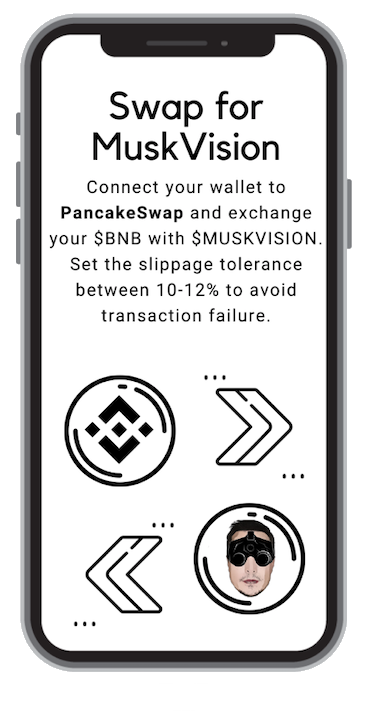 Swap for
MuskVision
Connect your wallet to
PancakeSwap and exchange
your $BNB with $MUSKVISION.
Set the slippage tolerance
between 10-12% to avoid
transaction failure.